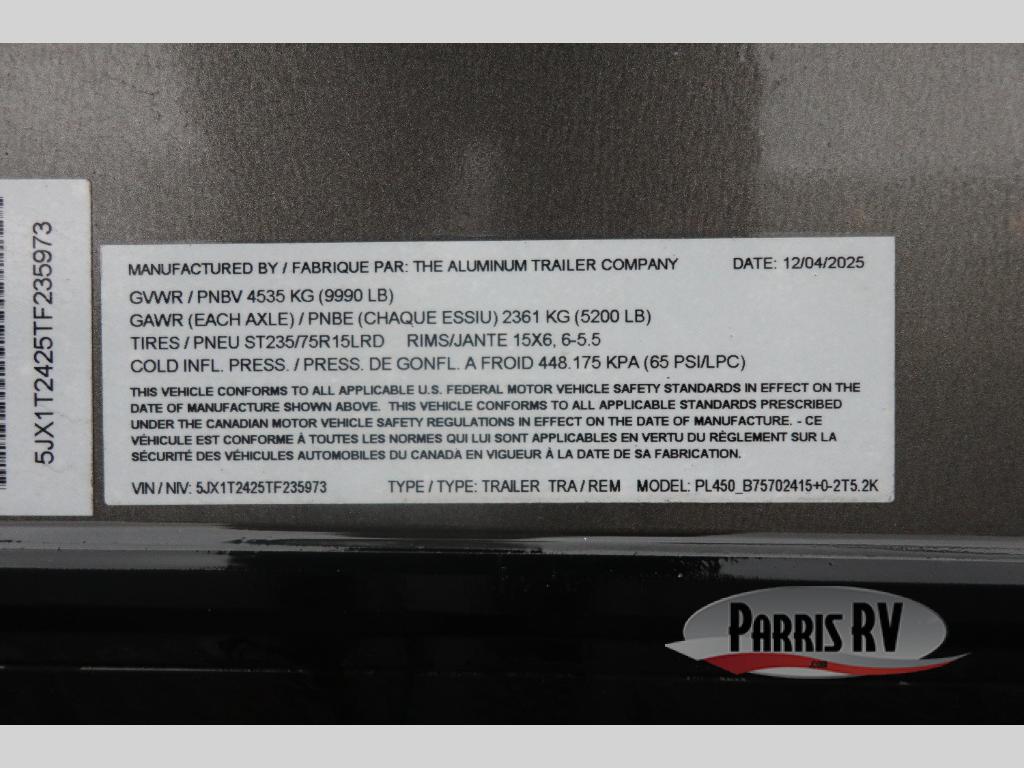 5JX1T2425TF235973
MANUFACTURED BY / FABRIQUE PAR: THE ALUMINUM TRAILER COMPANY DATE: 12/04/2025
GVWR / PNBV 4535 KG (9990 LB)
GAWR (EACH AXLE) / PNBE (CHAQUE ESSIU) 2361 KG (5200 LB)
TIRES / PNEU ST235/75R15LRD RIMS/JANTE 15X6, 6-5.5
COLD INFL. PRESS. / PRESS. DE GONFL. A FROID 448.175 KPA (65 PSI/LPC)
THIS VEHICLE CONFORMS TO ALL APPLICABLE U.S. FEDERAL MOTOR VEHICLE SAFETY STANDARDS IN EFFECT ON THE
DATE OF MANUFACTURE SHOWN ABOVE. THIS VEHICLE CONFORMS TO ALL APPLICABLE STANDARDS PRESCRIBED
UNDER THE CANADIAN MOTOR VEHICLE SAFETY REGULATIONS IN EFFECT ON THE DATE OF MANUFACTURE. - CE
VÉHICULE EST CONFORME À TOUTES LES NORMES QUI LUI SONT APPLICABLES EN VERTU DU RÈGLEMENT SUR LA
SÉCURITÉ DES VÉHICULES AUTOMOBILES DU CANADA EN VIGUEUR À LA DATE DE SA FABRICATION.
VIN / NIV: 5JX1T2425TF235973 TYPE / TYPE: TRAILER TRA / REM MODEL: PL450_B75702415+0-2T5.2K
PARRIS RV
.com